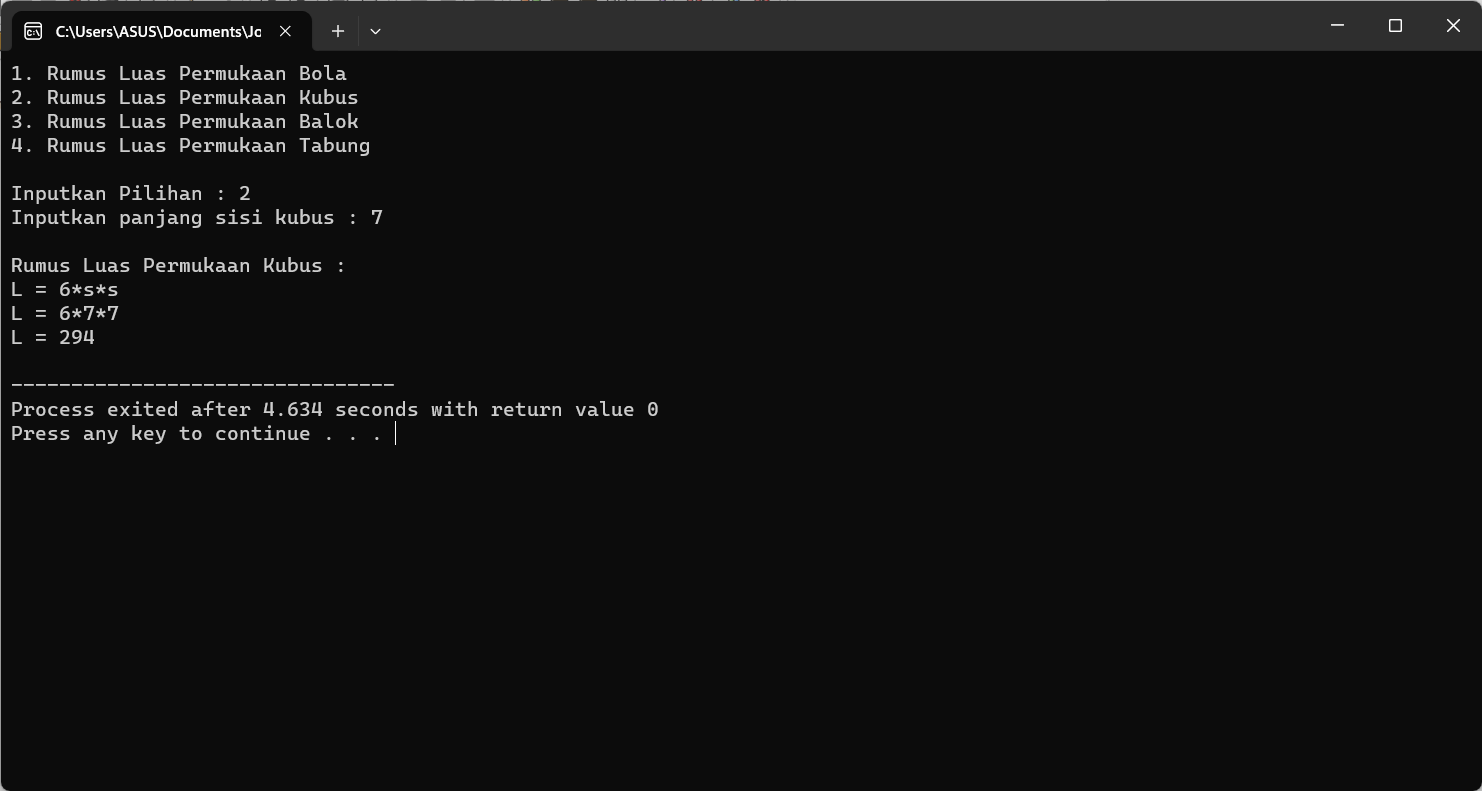 C:\Users\ASUS\Documents\Jo
1. Rumus Luas Permukaan Bola
2. Rumus Luas Permukaan Kubus
3. Rumus Luas Permukaan Balok
4. Rumus Luas Permukaan Tabung
Inputkan Pilihan : 2
Inputkan panjang sisi kubus : 7
Rumus Luas Permukaan Kubus :
L = 6*s*s
L = 6*7*7
L = 294
--------------------------------
Process exited after 4.634 seconds with return value 0
Press any key to continue . . .